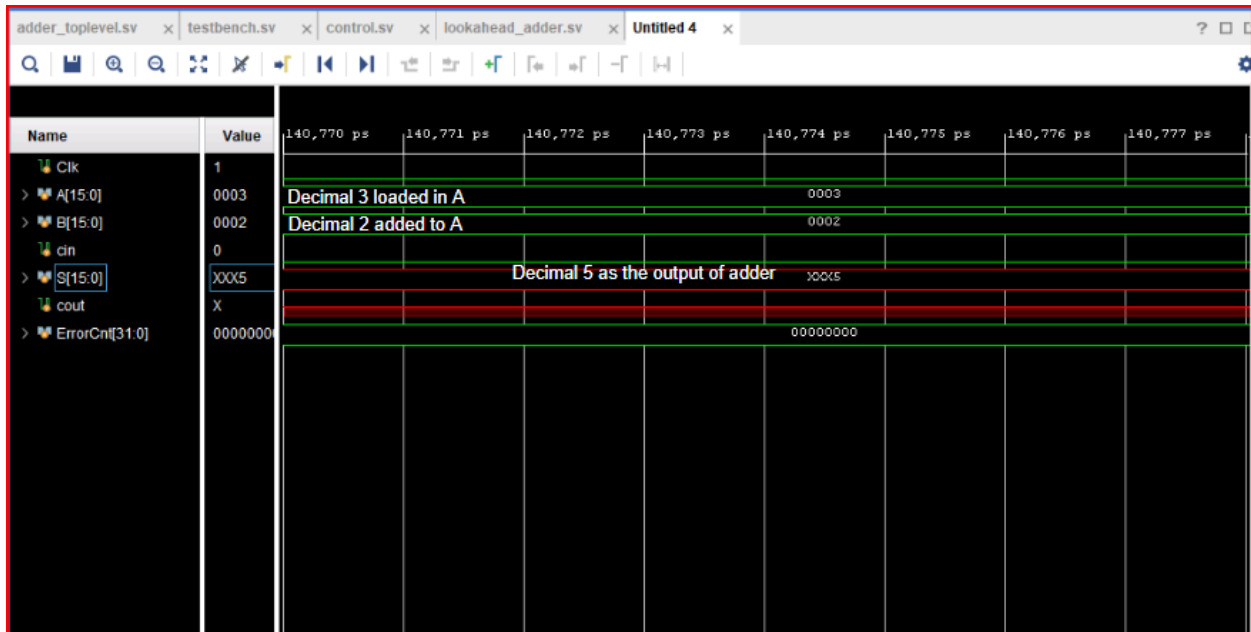 adder_toplevel.sv × testbench.sv × control.sv × lookahead_adder.sv × Untitled 4 × ?
Name Value 140,770 ps 140,771 ps 140,772 ps 140,773 ps 140,774 ps 140,775 ps 140,776 ps 140,777 ps
Clk 1
A[15:0] 0003 Decimal 3 loaded in A 0003
B[15:0] 0002 Decimal 2 added to A 0002
cin 0
S[15:0] XXX5 Decimal 5 as the output of adder XXX5
cout X
ErrorCnt[31:0] 0000000 00000000